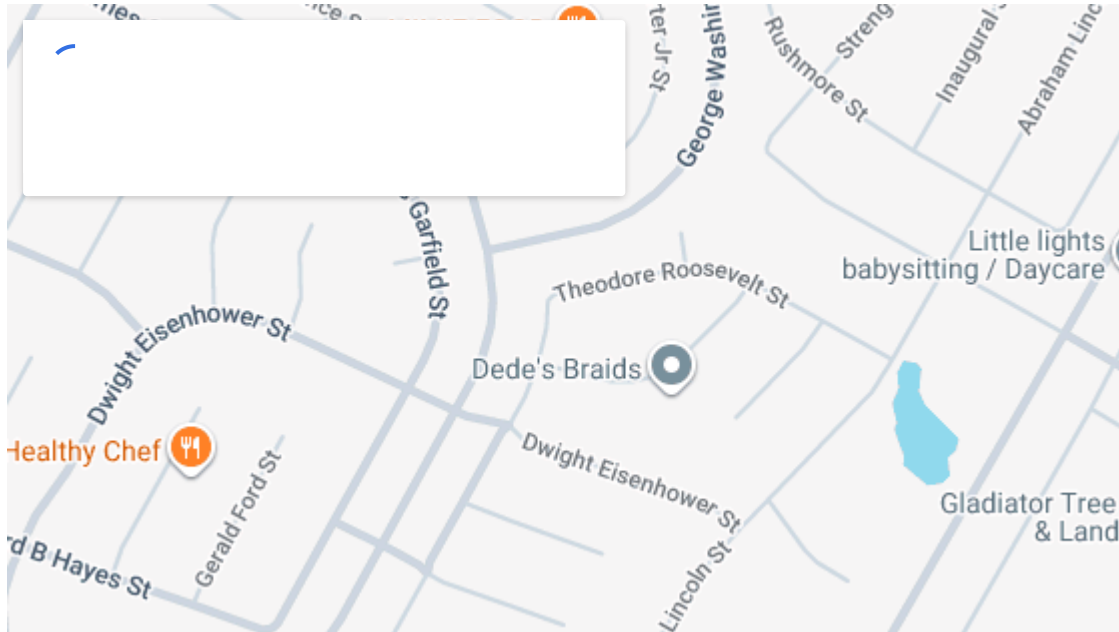 ter Jr St
George Washin
Rushmore St
Streng
Inaugural
Abraham Linc
Garfield St
Little lights
babysitting / Daycare
Theodore Roosevelt St
Dwight Eisenhower St
Dede's Braids
Healthy Chef
Dwight Eisenhower St
Gerald Ford St
Gladiator Tree
& Land
rd B Hayes St
Lincoln St